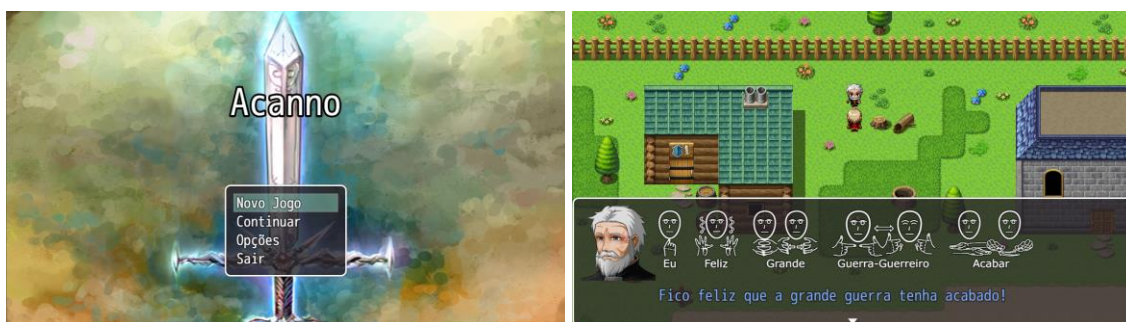 Acanno
Novo Jogo
Continuar
Opções
Sair
Eu Feliz Grande Guerra-Guerreiro Acabar
Fico feliz que a grande guerra tenha acabado!